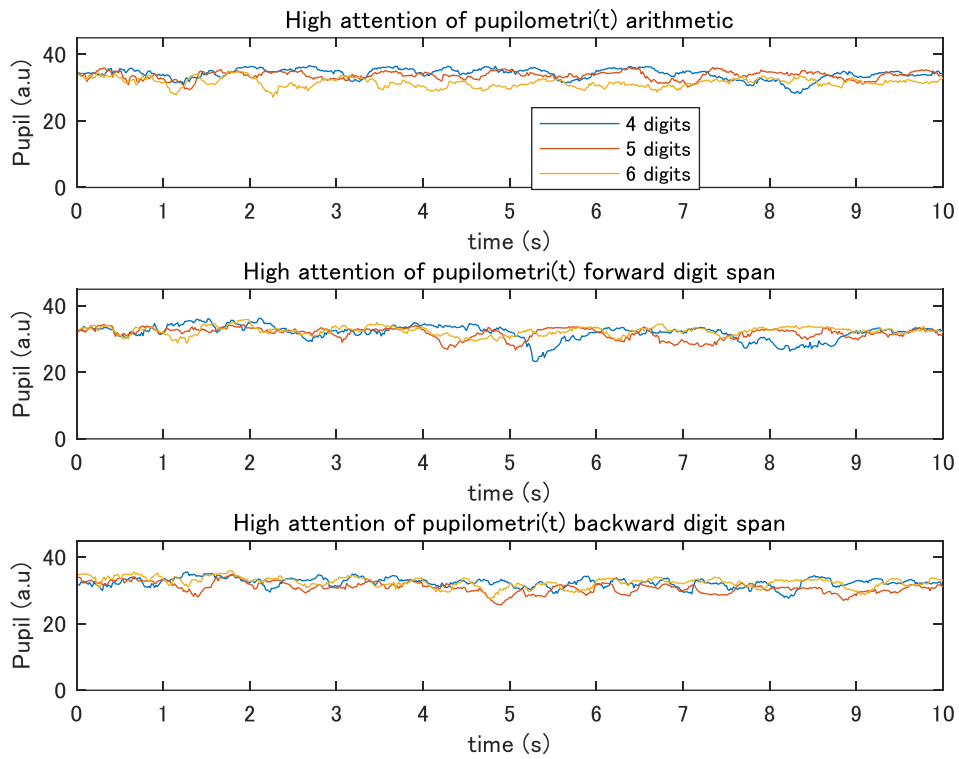 High attention of pupilometri(t) arithmetic
Pupil (a.u)
40
20
0
4 digits
5 digits
6 digits
0 1 2 3 4 5 6 7 8 9 10
time (s)
High attention of pupilometri(t) forward digit span
Pupil (a.u)
40
20
0
0 1 2 3 4 5 6 7 8 9 10
time (s)
High attention of pupilometri(t) backward digit span
Pupil (a.u)
40
20
0
0 1 2 3 4 5 6 7 8 9 10
time (s)